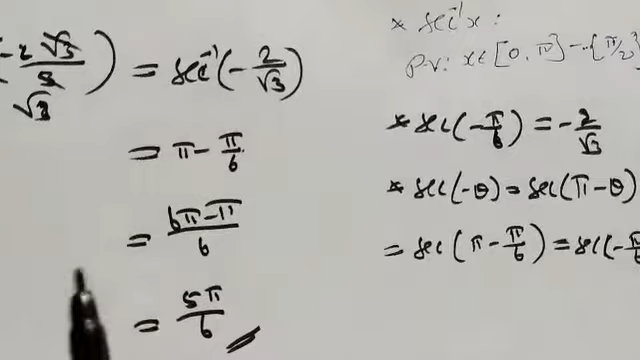 -2√3/3) = sec⁻¹(-2/√3)
√3
= π - π/6
= 6π-π/6
= 5π/6
* sec⁻¹x :
P.V: x∈[0, π] - {π/2}
* sec(-π/6) = -2/√3
* sec(-θ) = sec(π-θ)
= sec(π-π/6) = sec(-π/6